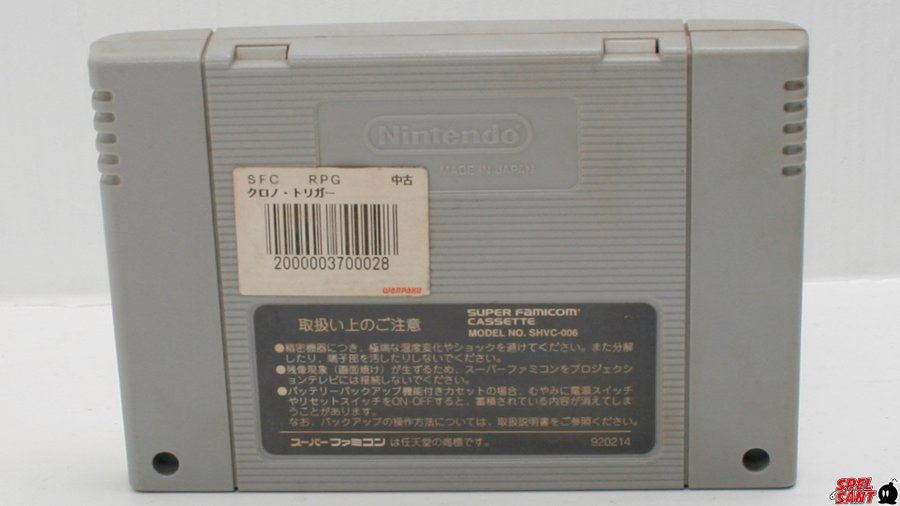 Nintendo
MADE IN JAPAN
SFC RPG 中古
クロノ・トリガー
2000003700028
WANPAKU
取扱い上のご注意
SUPER FAMICOM
CASSETTE
MODEL NO. SHVC-006
●精密機器につき、極端な温度変化やショックを避けてください。また分解
したり、端子部を汚したりしないでください。
●残像現象（画面焼け）が生ずるため、スーパーファミコンをプロジェクシ
ョンテレビには接続しないでください。
●バッテリーバックアップ機能付きカセットの場合、むやみに電源スイッチ
やリセットスイッチをON・OFFすると、蓄積されている内容が消えてしま
うことがあります。
なお、バックアップの操作方法については、取扱説明書をご参照ください。
スーパーファミコン は任天堂の商標です。
920214
SPEL
SANT